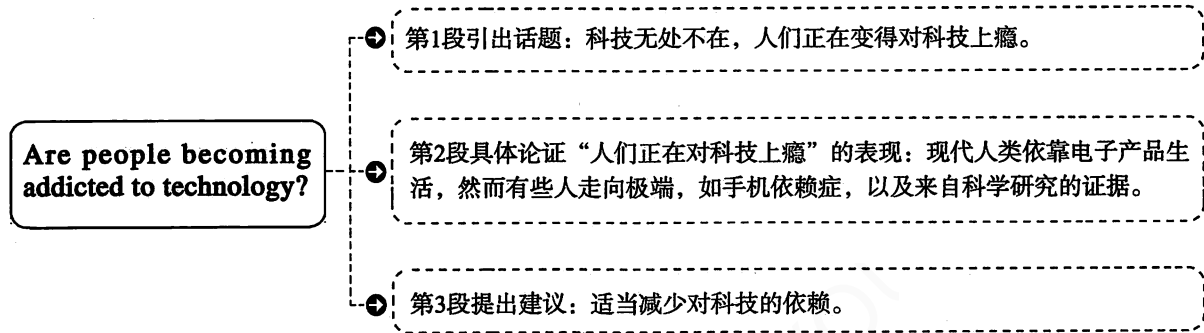 Are people becoming
addicted to technology?
第1段引出话题：科技无处不在，人们正在变得对科技上瘾。
第2段具体论证“人们正在对科技上瘾”的表现：现代人类依靠电子产品生
活，然而有些人走向极端，如手机依赖症，以及来自科学研究的证据。
第3段提出建议：适当减少对科技的依赖。